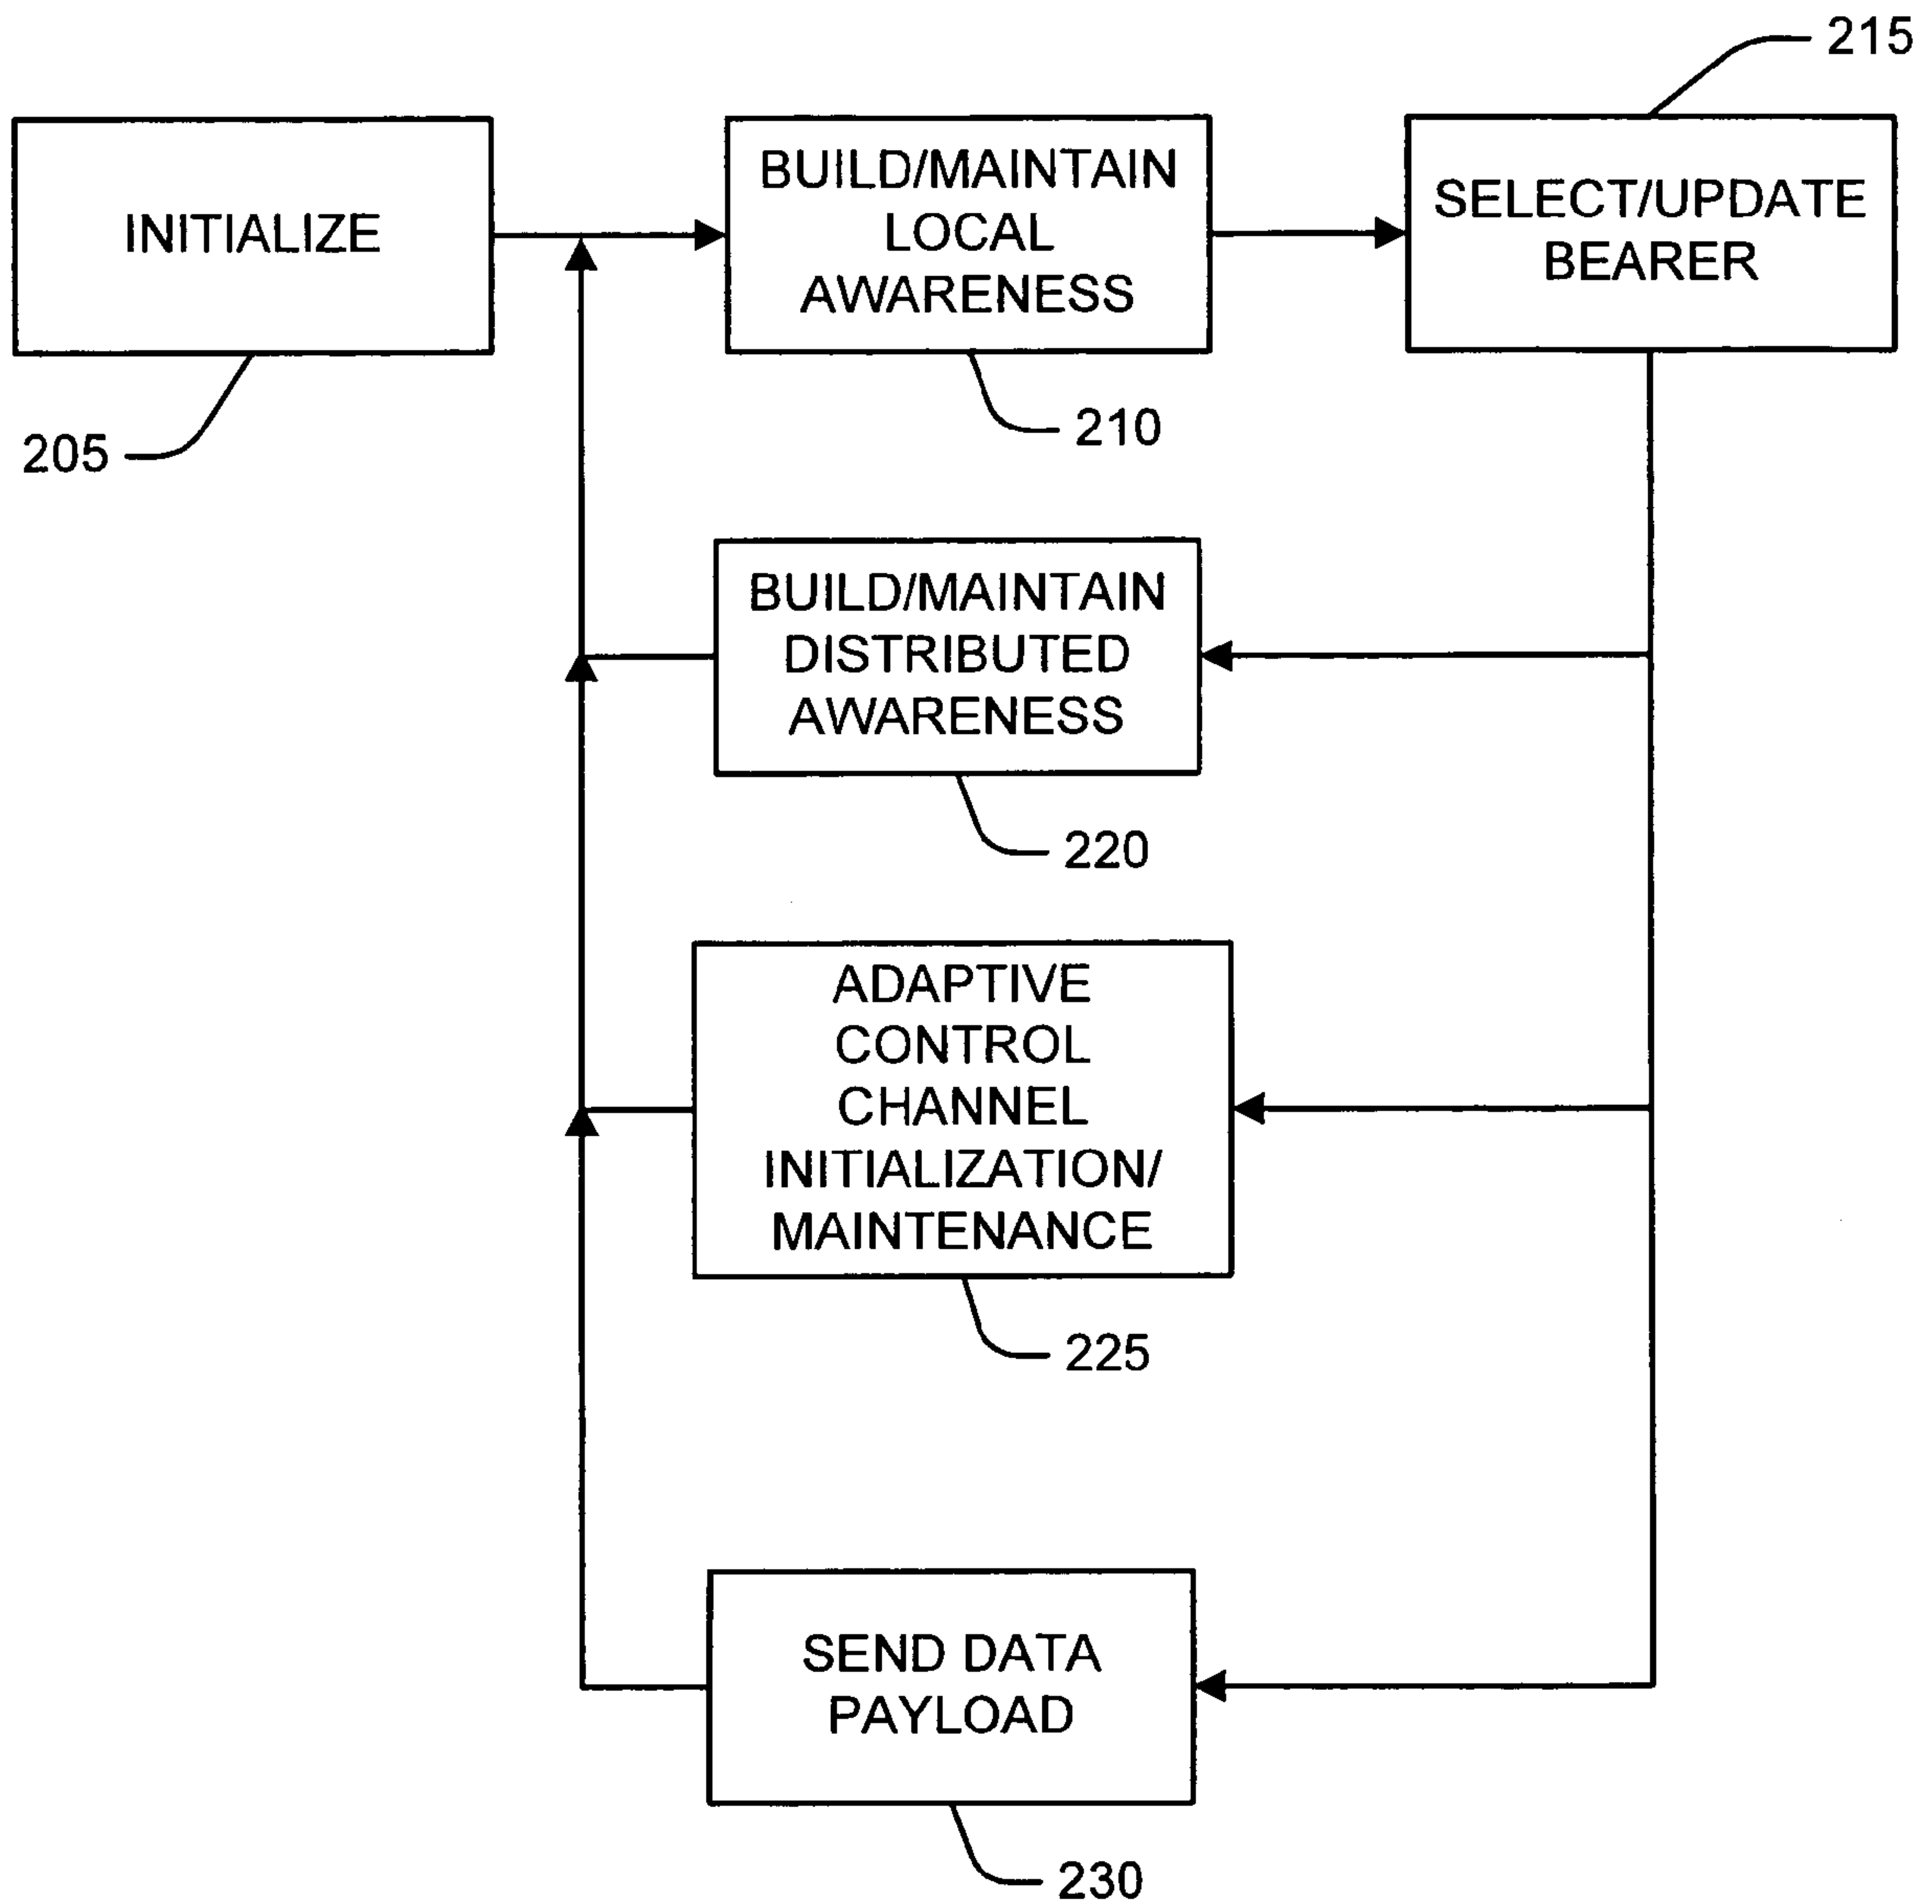 215
INITIALIZE
BUILD/MAINTAIN
LOCAL
AWARENESS
SELECT/UPDATE
BEARER
205
210
BUILD/MAINTAIN
DISTRIBUTED
AWARENESS
220
ADAPTIVE
CONTROL
CHANNEL
INITIALIZATION/
MAINTENANCE
225
SEND DATA
PAYLOAD
230